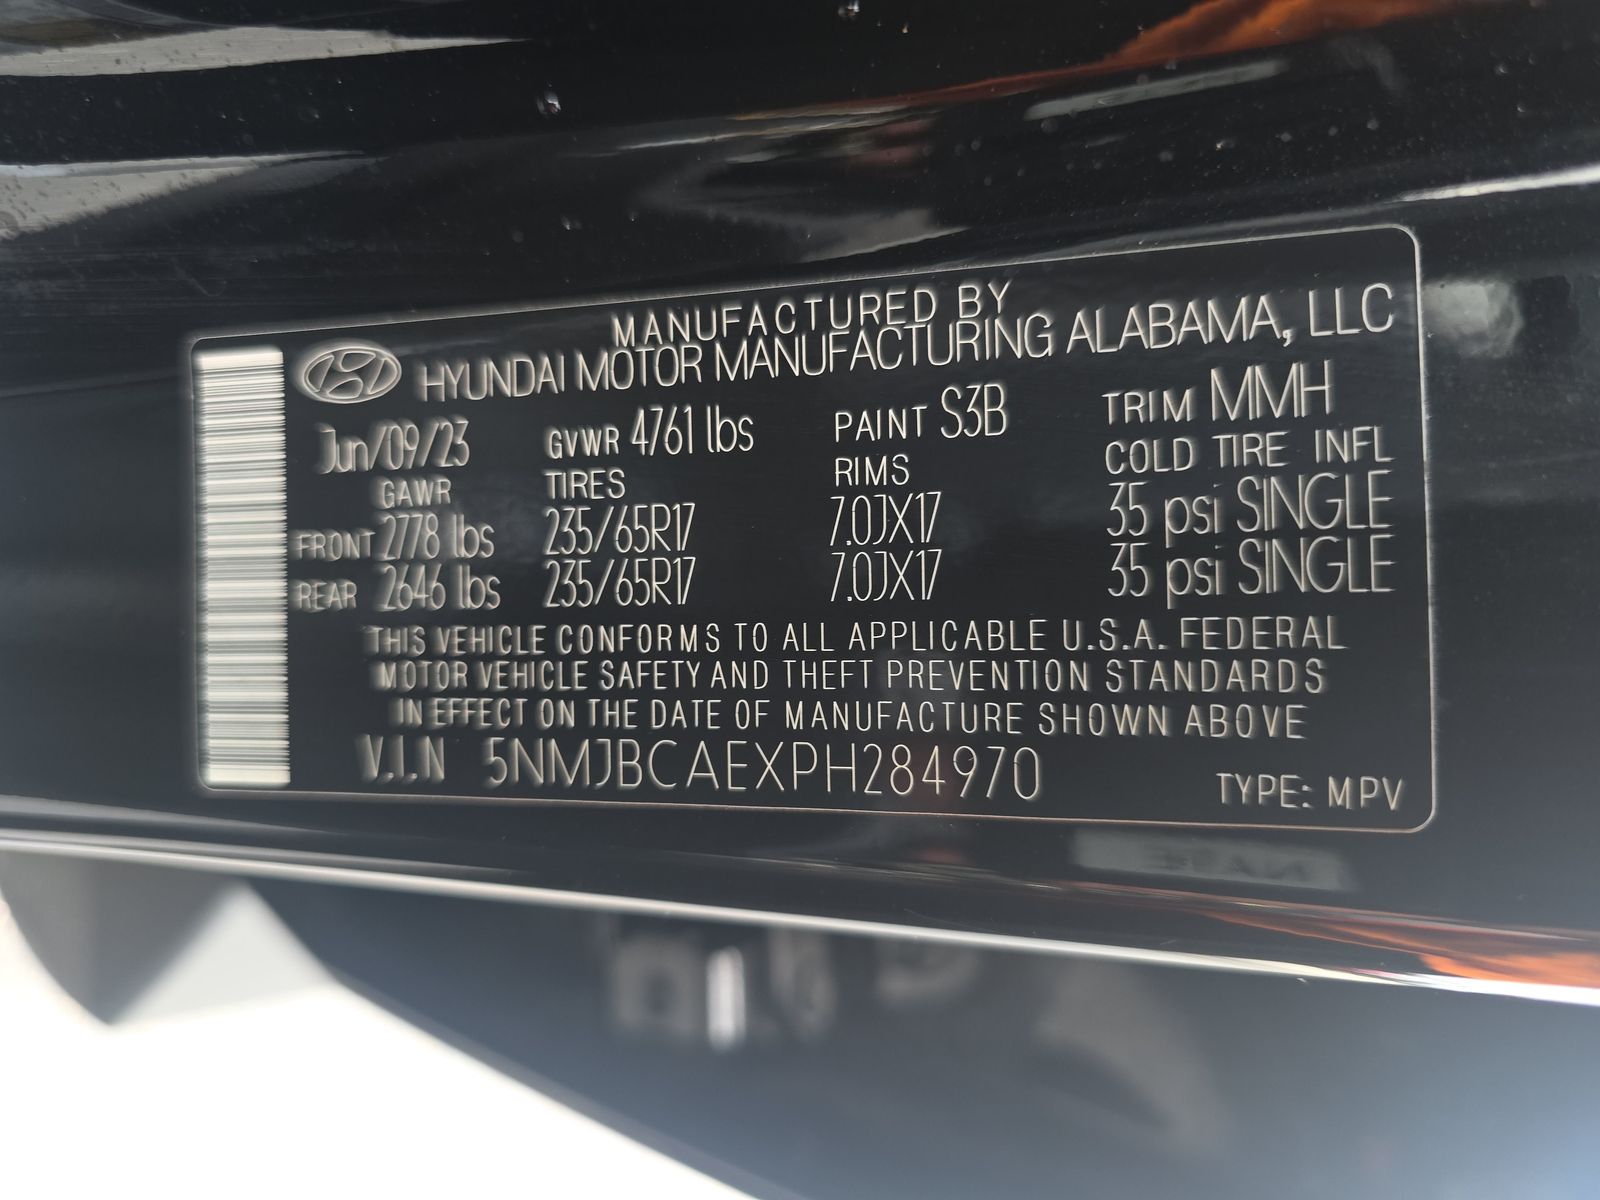 MANUFACTURED BY
HYUNDAI MOTOR MANUFACTURING ALABAMA, LLC
Jun/09/23 GVWR 4761 lbs PAINT S3B TRIM MMH
GAWR TIRES RIMS COLD TIRE INFL
FRONT 2778 lbs 235/65R17 7.0JX17 35 psi SINGLE
REAR 2646 lbs 235/65R17 7.0JX17 35 psi SINGLE
THIS VEHICLE CONFORMS TO ALL APPLICABLE U.S.A. FEDERAL
MOTOR VEHICLE SAFETY AND THEFT PREVENTION STANDARDS
IN EFFECT ON THE DATE OF MANUFACTURE SHOWN ABOVE
V.I.N 5NMJBCAEXPH284970 TYPE: MPV